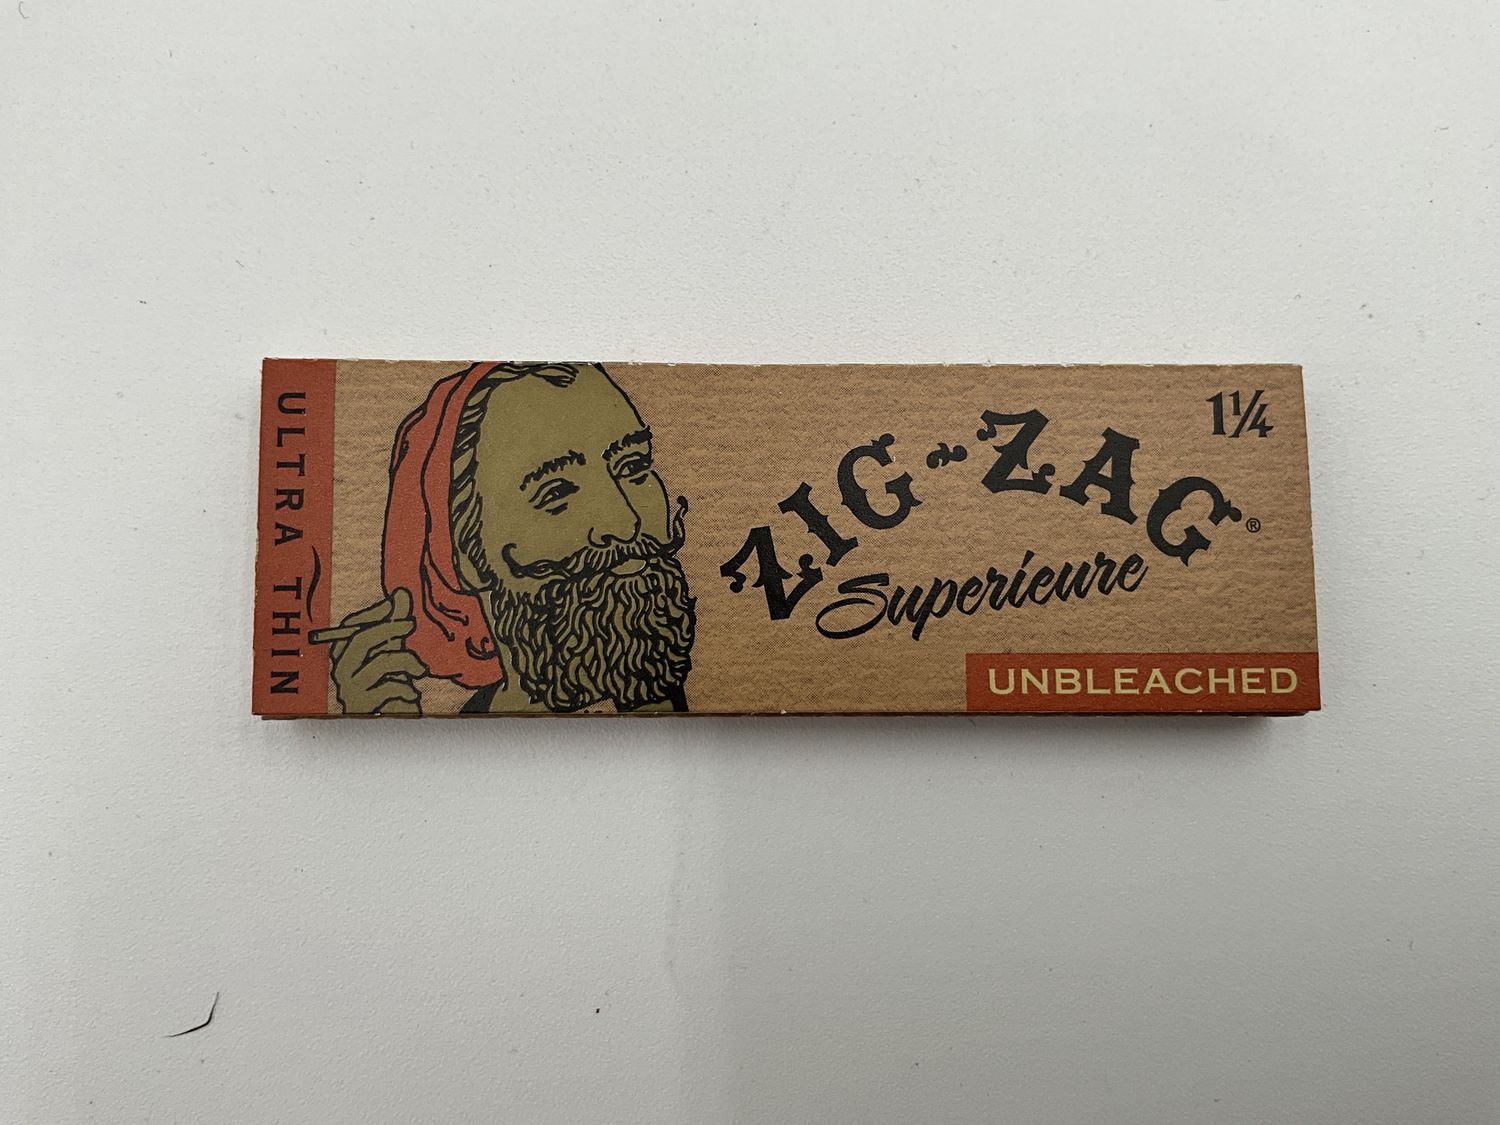 ULTRA THIN
1¼
ZIG-ZAG®
Superieure
UNBLEACHED